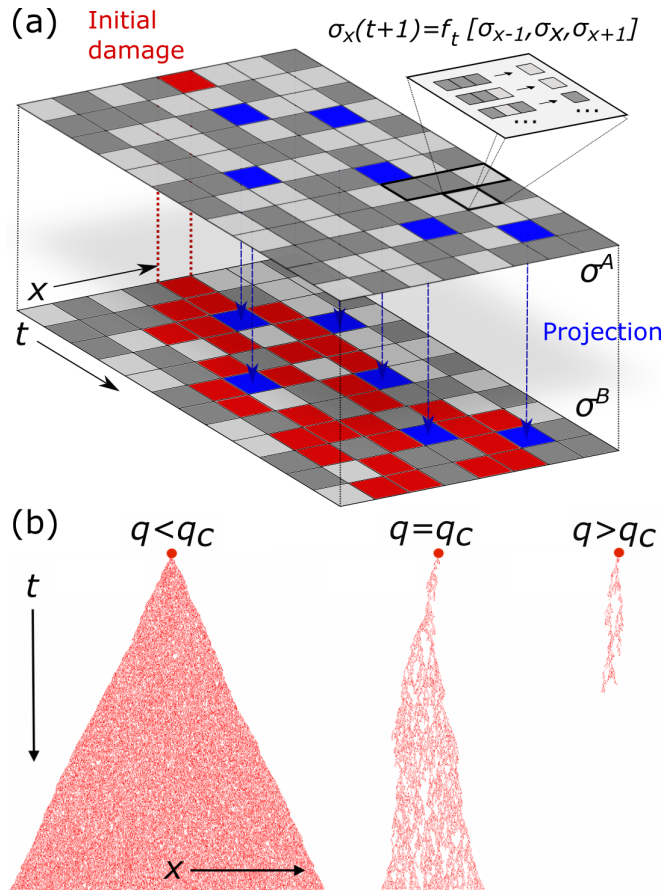 (a)
Initial
damage
σx(t+1)=ft [σx-1,σx,σx+1]
...
...
x
t
σA
Projection
σB
(b)
q<qc
q=qc
q>qc
t
x